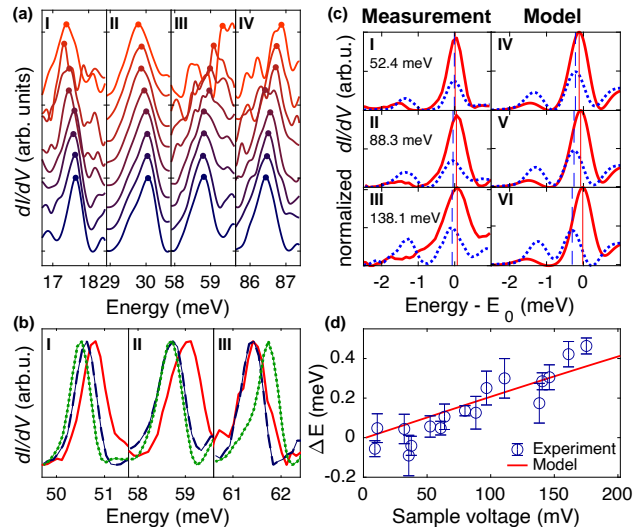 (a)
I II III IV
dI/dV (arb. units)
17 18 29 30 58 59 86 87
Energy (meV)
(b)
I II III
dI/dV (arb.u.)
50 51 58 59 61 62
Energy (meV)
(c) Measurement Model
I IV
52.4 meV
II V
88.3 meV
III VI
138.1 meV
normalized dI/dV (arb.u.)
-2 -1 0 -2 -1 0
Energy - E0 (meV)
(d)
ΔE (meV)
0.4
0.2
0
-0.2
Experiment
Model
0 50 100 150 200
Sample voltage (mV)